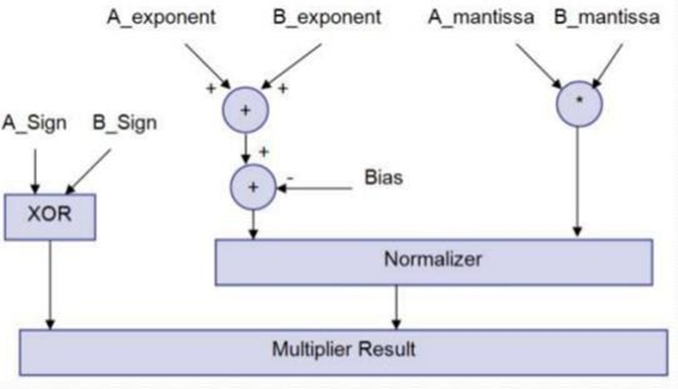 A_exponent B_exponent A_mantissa B_mantissa
+ +
+ *
A_Sign B_Sign
+
- Bias
+
XOR
Normalizer
Multiplier Result